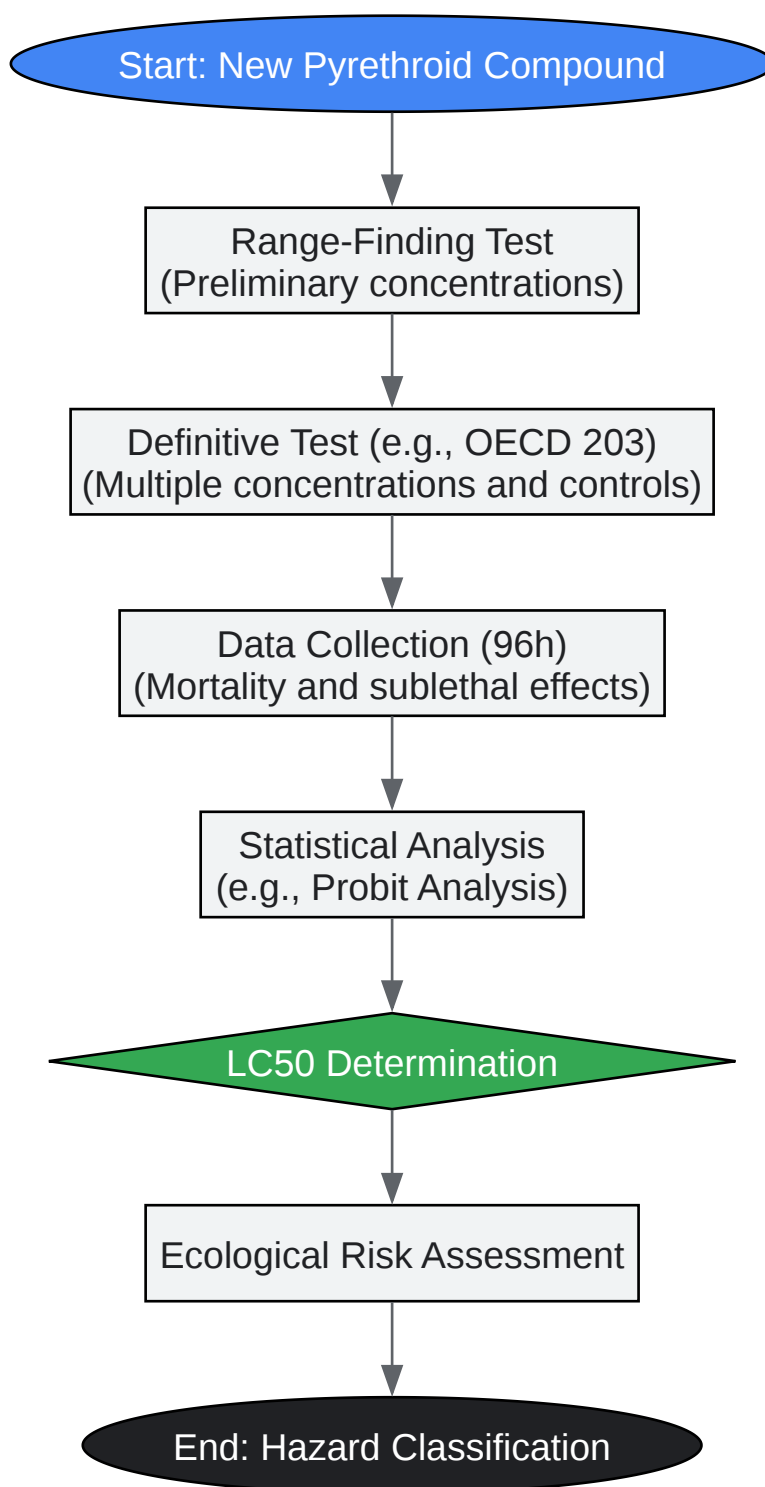 Start: New Pyrethroid Compound
Range-Finding Test
(Preliminary concentrations)
Definitive Test (e.g., OECD 203)
(Multiple concentrations and controls)
Data Collection (96h)
(Mortality and sublethal effects)
Statistical Analysis
(e.g., Probit Analysis)
LC50 Determination
Ecological Risk Assessment
End: Hazard Classification